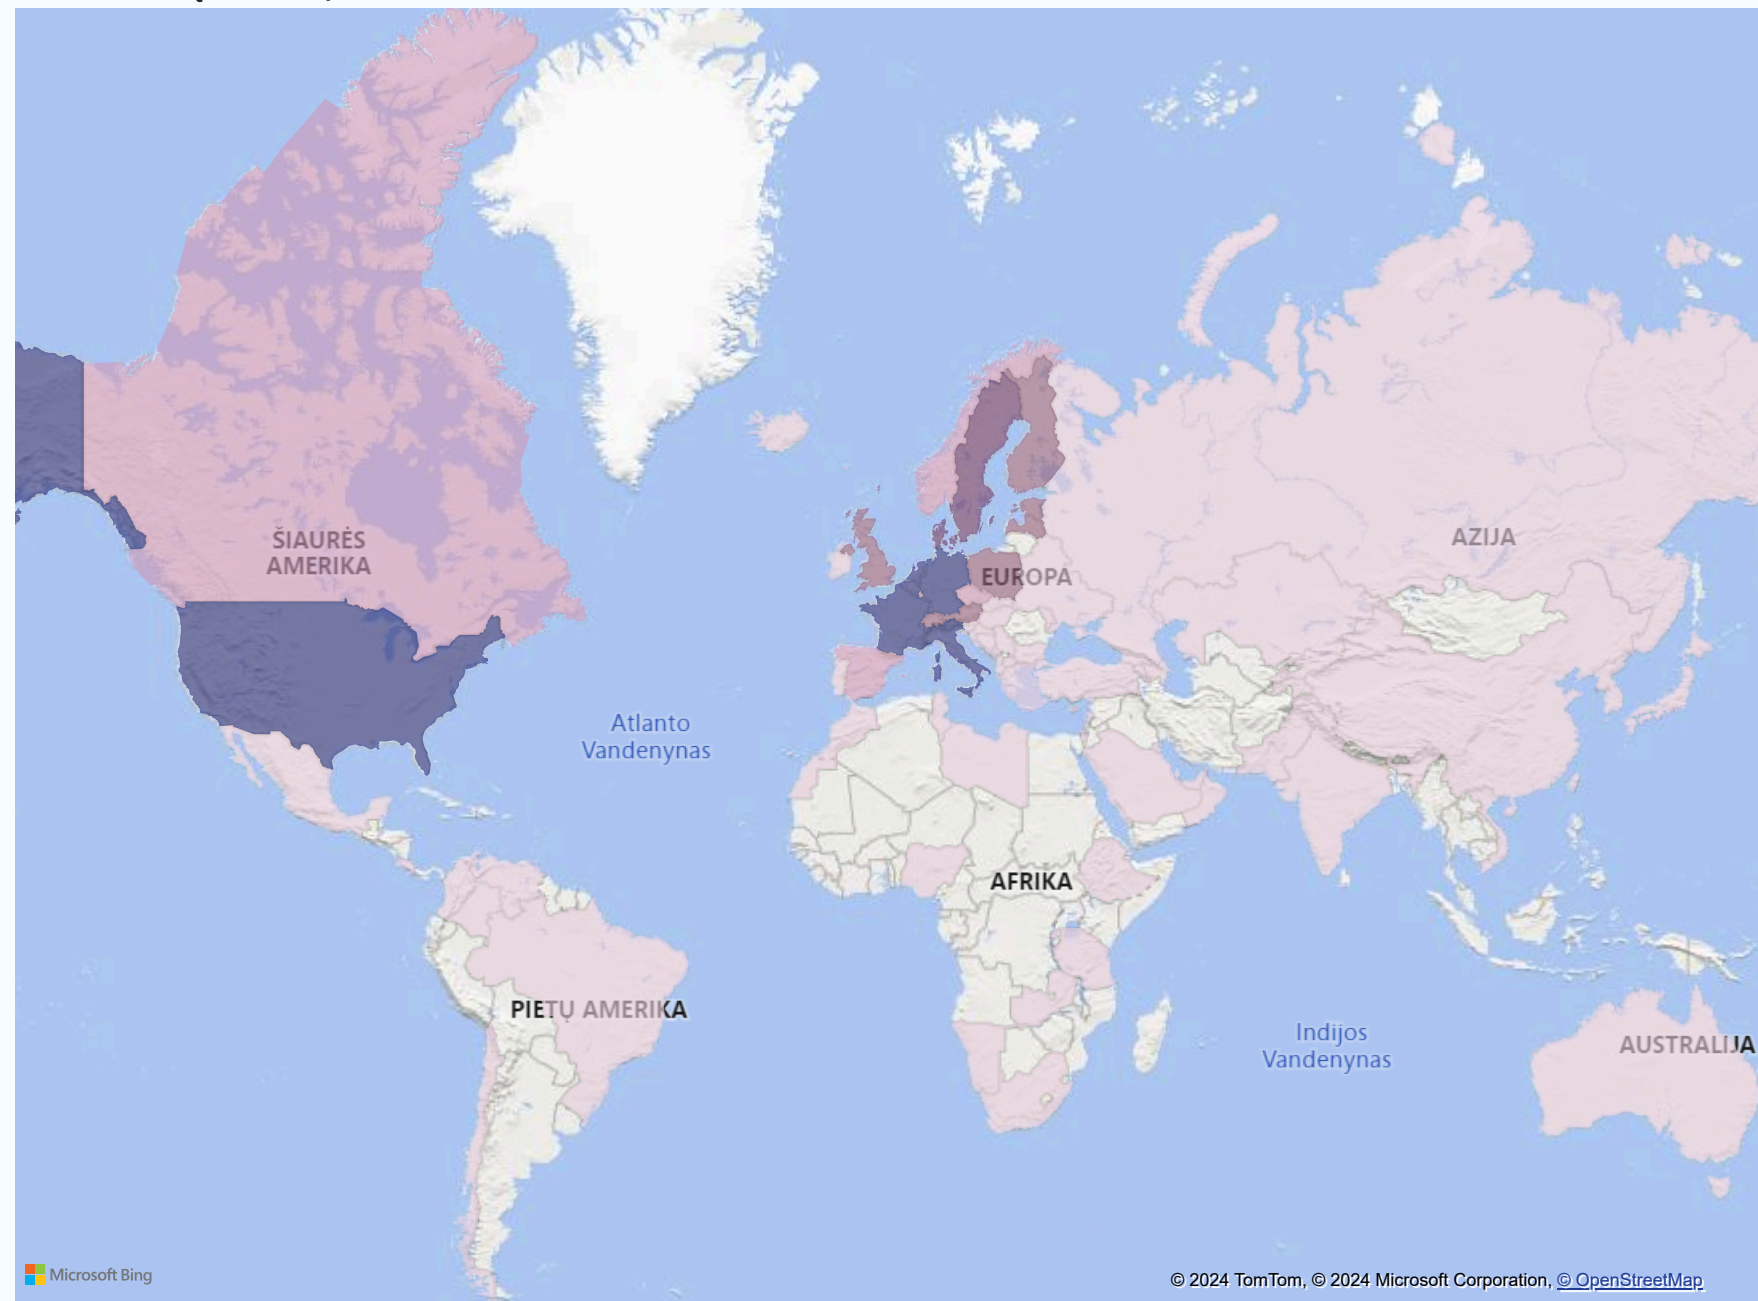 ŠIAURĖS
AMERIKA
AZIJA
EUROPA
Atlanto
Vandenynas
AFRIKA
PIETŲ AMERIKA
Indijos
Vandenynas
AUSTRALIJA
Microsoft Bing
© 2024 TomTom, © 2024 Microsoft Corporation, © OpenStreetMap